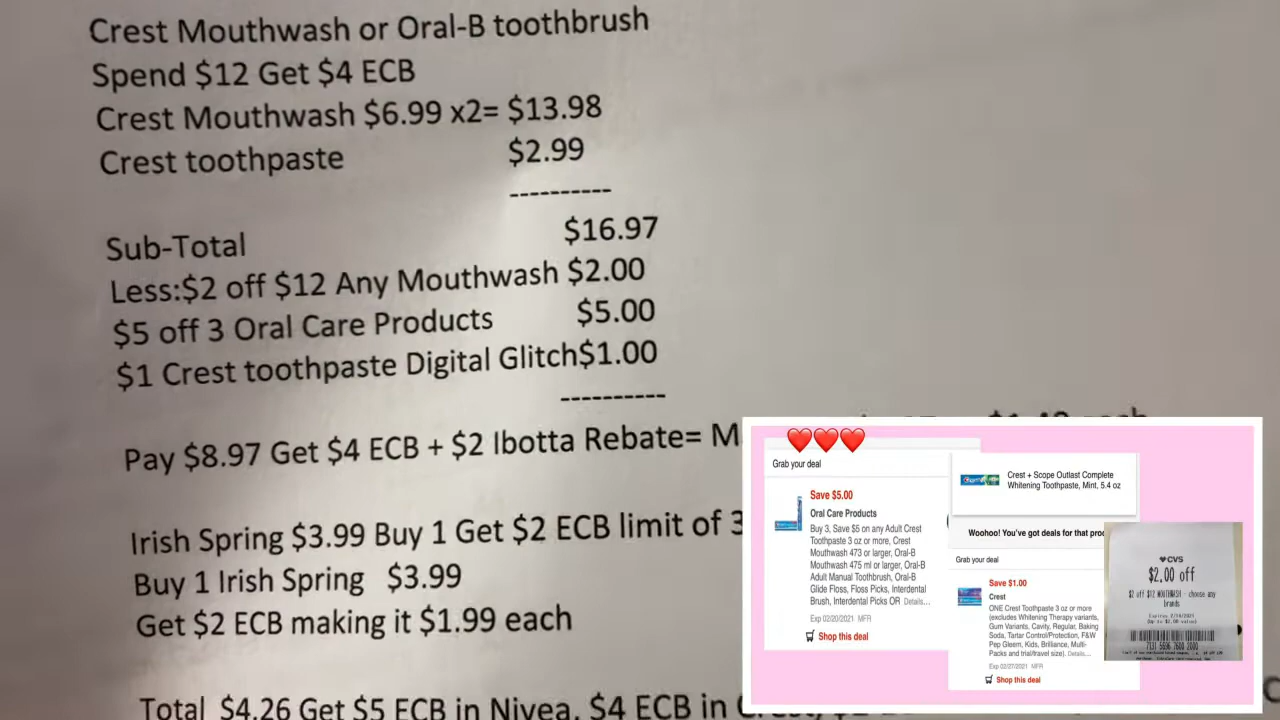 Crest Mouthwash or Oral-B toothbrush
Spend $12 Get $4 ECB
Crest Mouthwash $6.99 x2= $13.98
Crest toothpaste $2.99
----------
Sub-Total $16.97
Less:$2 off $12 Any Mouthwash $2.00
$5 off 3 Oral Care Products $5.00
$1 Crest toothpaste Digital Glitch$1.00
----------
Pay $8.97 Get $4 ECB + $2 Ibotta Rebate=
Irish Spring $3.99 Buy 1 Get $2 ECB limit of 3
Buy 1 Irish Spring $3.99
Get $2 ECB making it $1.99 each
Total $4.26 Get $5 ECB in Nivea, $4 ECB in
Grab your deal
Save $5.00
Oral Care Products
Buy 3, Save $5 on any Adult Crest
Toothpaste 3 oz or more, Crest
Mouthwash 473 or larger, Oral-B
Mouthwash 475 ml or larger, Oral-B
Adult Manual Toothbrush, Oral-B
Glide Floss, Floss Picks, Interdental
Brush, Interdental Picks OR Details...
Exp 02/20/2021 MFR
Shop this deal
Crest + Scope Outlast Complete
Whitening Toothpaste, Mint, 5.4 oz
Woohoo! You've got deals for that
Grab your deal
Save $1.00
Crest
ONE Crest Toothpaste 3 oz or more
(excludes Whitening Therapy variants,
Gum Variants, Cavity, Regular, Baking
Soda, Tartar Control/Protection, F&W
Pep Gleem, Kids, Brilliance, Multi-
Packs and trial/travel size). Details...
Exp 02/27/2021 MFR
Shop this deal
CVS
$2.00 off
$2 off $12 MOUTHWASH - choose any
brands